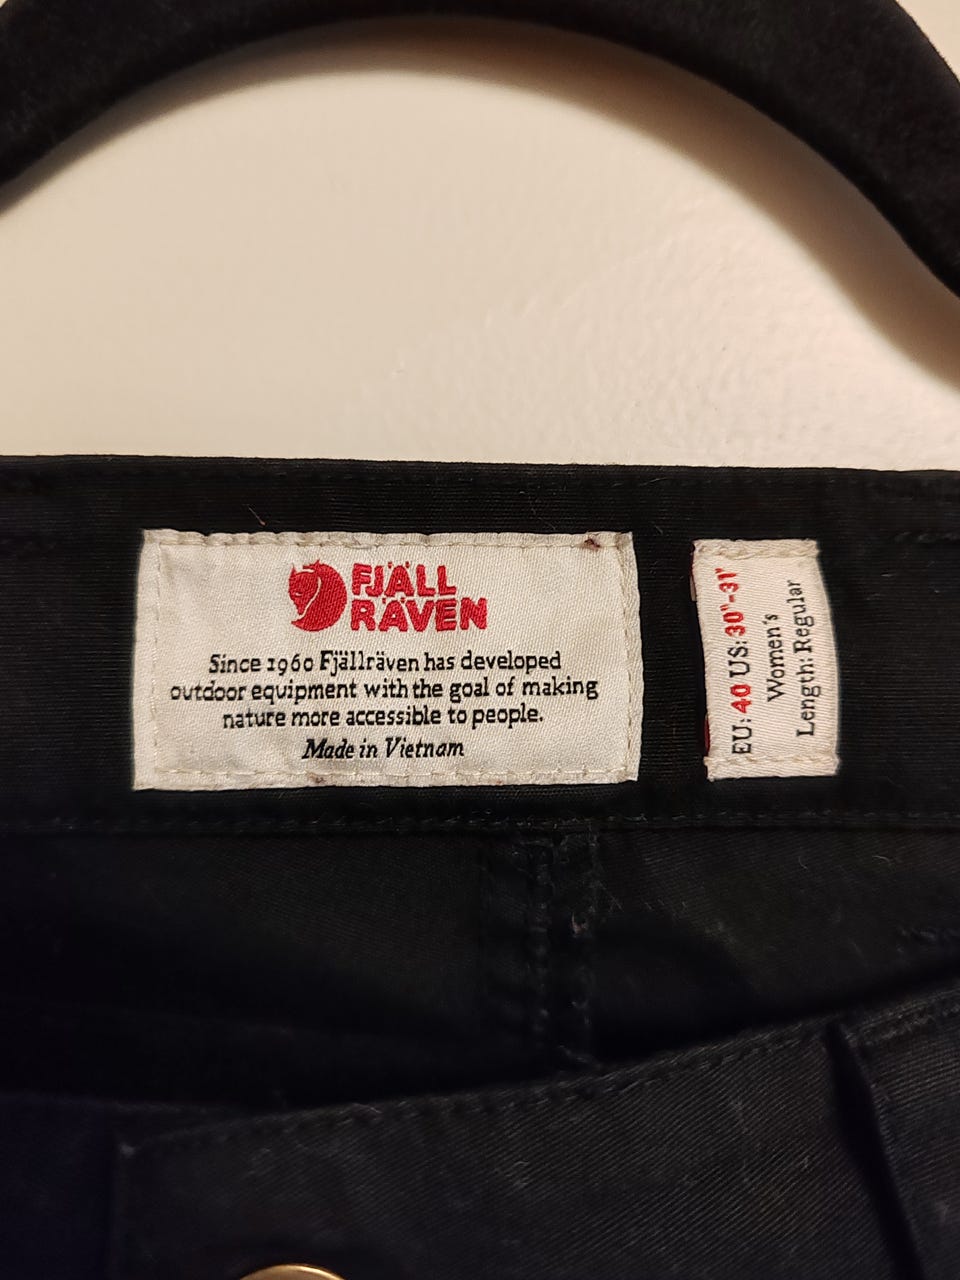 FJÄLL
RÄVEN
Since 1960 Fjällräven has developed
outdoor equipment with the goal of making
nature more accessible to people.
Made in Vietnam
EU: 40 US: 30"-31"
Women's
Length: Regular